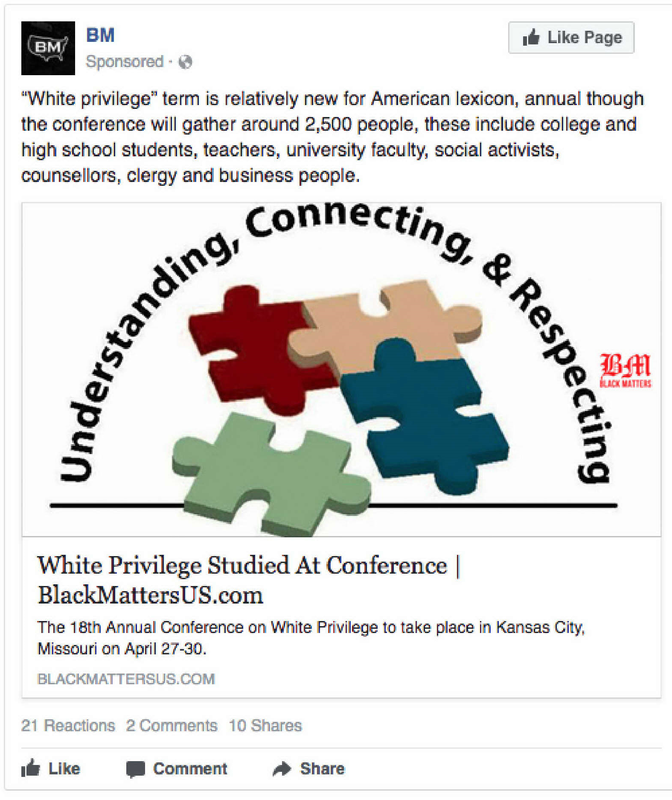 BM
BM
Sponsored ·
Like Page
“White privilege” term is relatively new for American lexicon, annual though
the conference will gather around 2,500 people, these include college and
high school students, teachers, university faculty, social activists,
counsellors, clergy and business people.
Understanding, Connecting, & Respecting
BM
BLACK MATTERS
White Privilege Studied At Conference |
BlackMattersUS.com
The 18th Annual Conference on White Privilege to take place in Kansas City,
Missouri on April 27-30.
BLACKMATTERSUS.COM
21 Reactions 2 Comments 10 Shares
Like Comment Share